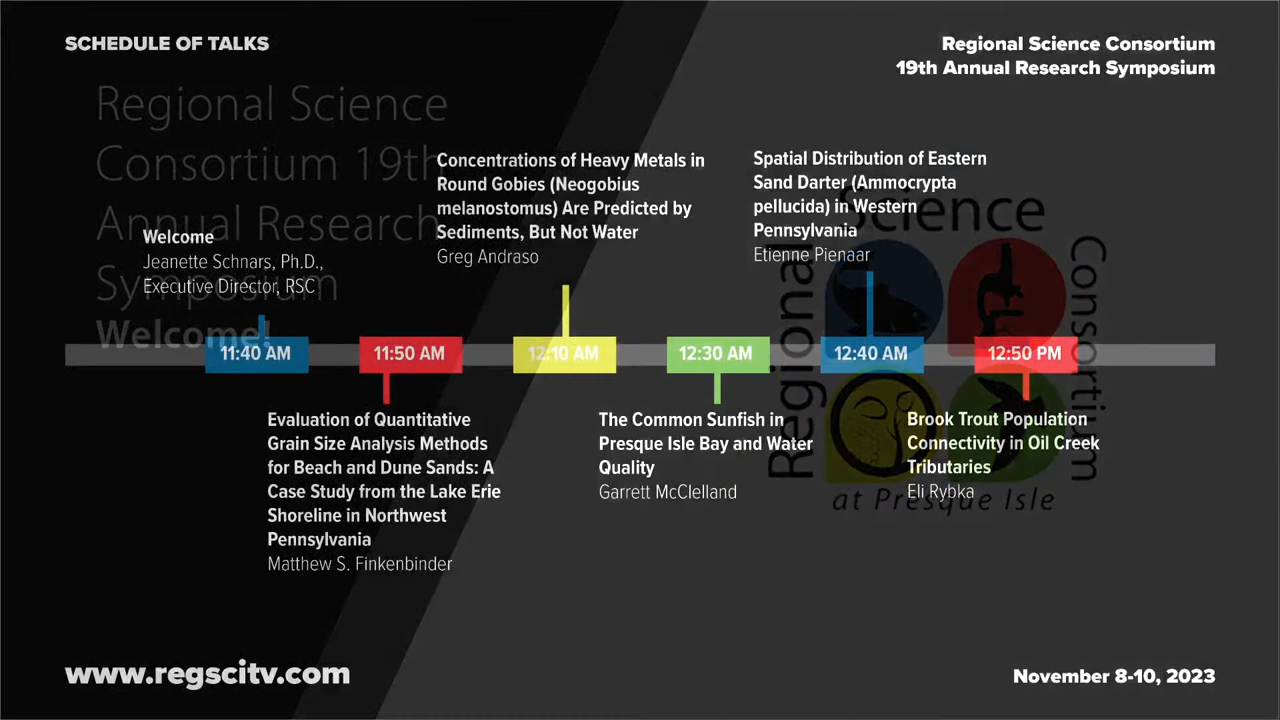 SCHEDULE OF TALKS
Regional Science Consortium
19th Annual Research Symposium
Regional Science
Consortium 19th
Annual Research
Symposium
Welcome!
Welcome
Jeanette Schnars, Ph.D.,
Executive Director, RSC
Concentrations of Heavy Metals in
Round Gobies (Neogobius
melanostomus) Are Predicted by
Sediments, But Not Water
Greg Andraso
Spatial Distribution of Eastern
Sand Darter (Ammocrypta
pellucida) in Western
Pennsylvania
Etienne Pienaar
Regional
Science
Consortium
at Presque Isle
11:40 AM
11:50 AM
12:10 AM
12:30 AM
12:40 AM
12:50 PM
Evaluation of Quantitative
Grain Size Analysis Methods
for Beach and Dune Sands: A
Case Study from the Lake Erie
Shoreline in Northwest
Pennsylvania
Matthew S. Finkenbinder
The Common Sunfish in
Presque Isle Bay and Water
Quality
Garrett McClelland
Brook Trout Population
Connectivity in Oil Creek
Tributaries
Eli Rybka
www.regscitv.com
November 8-10, 2023